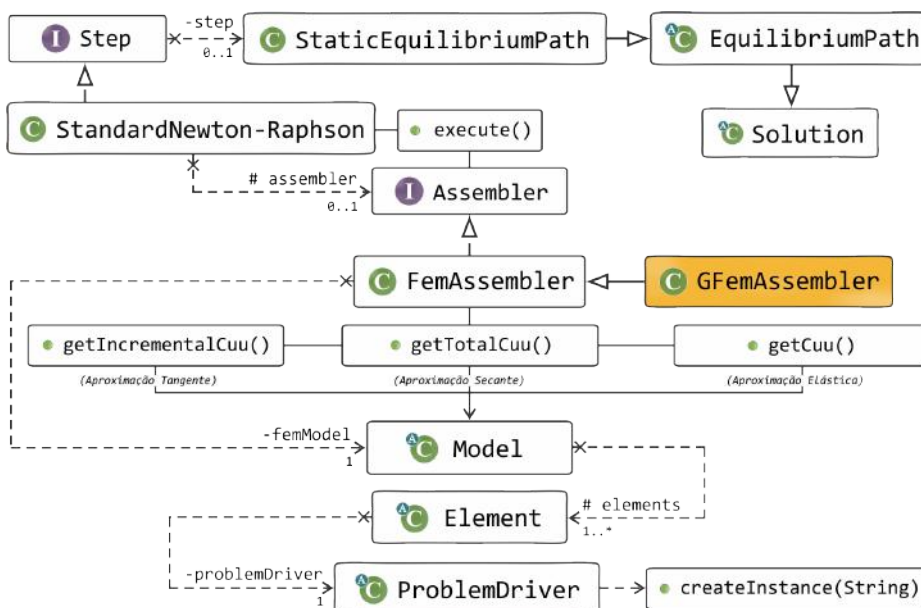 -step
I Step
0..1
C StaticEquilibriumPath
A C EquilibriumPath
C StandardNewton-Raphson
execute()
A C Solution
# assembler
0..1
I Assembler
C FemAssembler
C GFemAssembler
getIncrementalCuu()
getTotalCuu()
getCuu()
(Aproximação Tangente)
(Aproximação Secante)
(Aproximação Elástica)
-femModel
1
A C Model
A C Element
# elements
1..*
-problemDriver
1
A C ProblemDriver
createInstance(String)